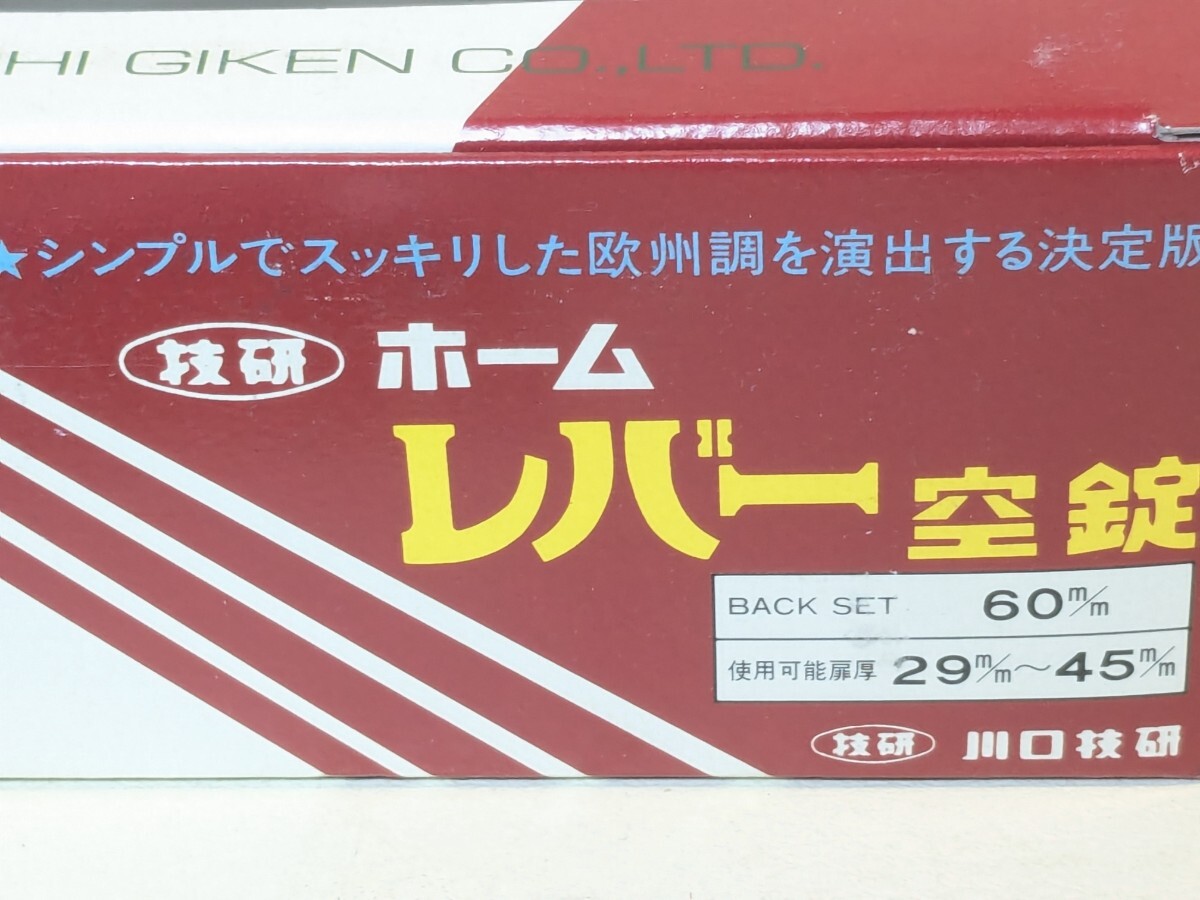 HI GIKEN CO.,LTD.
★シンプルでスッキリした欧州調を演出する決定版
技研 ホーム
レバー空錠
BACK SET 60m/m
使用可能扉厚 29m/m～45m/m
技研 川口技研